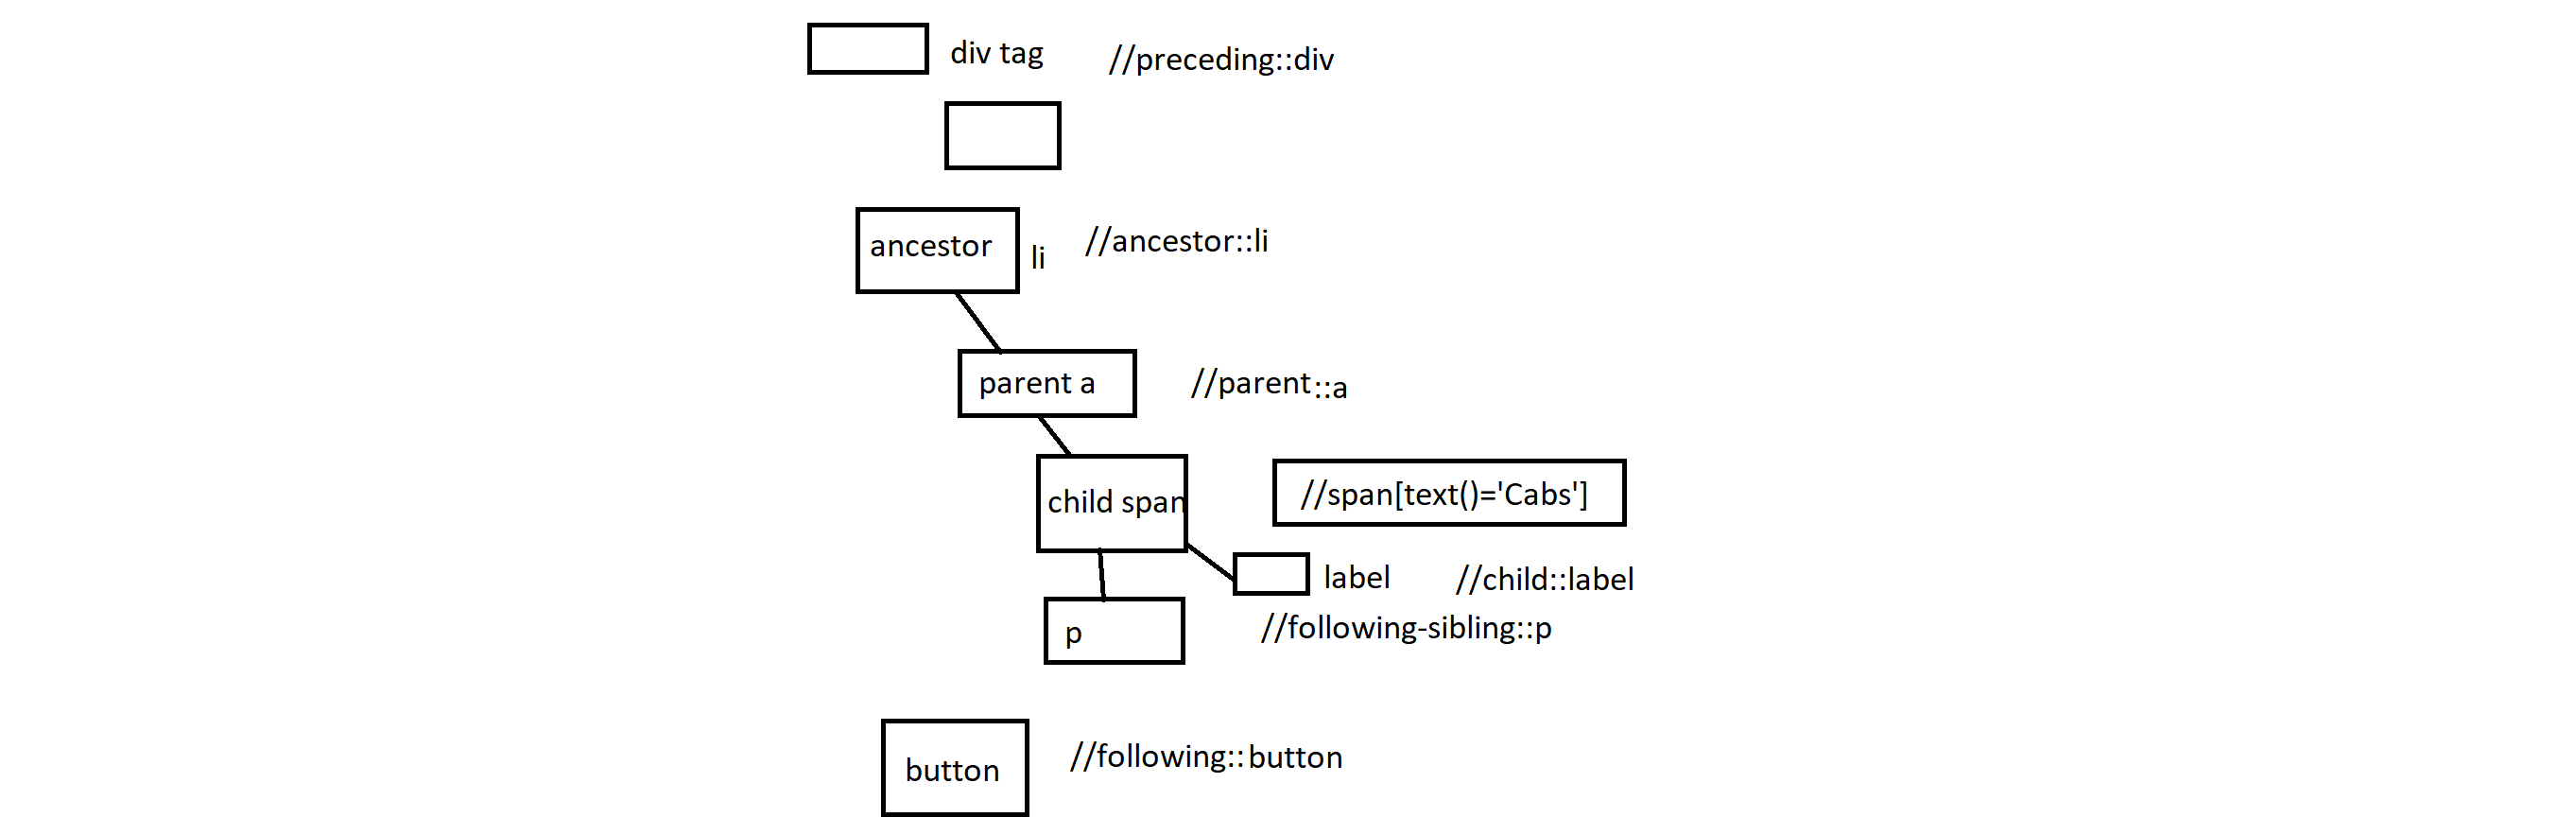 div tag //preceding::div
ancestor li //ancestor::li
parent a //parent::a
child span //span[text()='Cabs']
label //child::label
p //following-sibling::p
button //following::button